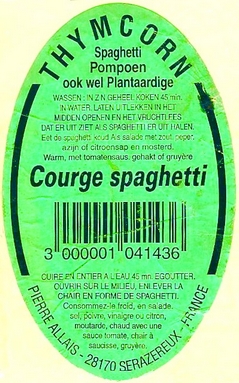 THYMCORN
Spaghetti
Pompoen
ook wel Plantaardige
WASSEN: IN Z'N GEHEEL KOKEN 45 min.
IN WATER. LATEN UITLEKKEN IN HET
MIDDEN OPENEN EN HET VRUCHTLEES
DAT ER UIT ZIET ALS SPAGHETTI ER UIT HALEN.
Eet de spaghetti koud Als salade met zout, peper,
azijn of citroensap en mosterd.
Warm, met tomatensaus, gehakt of gruyère
Courge spaghetti
3 000001 041436
CUIRE EN ENTIER A L'EAU 45 mn. EGOUTTER,
OUVRIR SUR LE MILIEU, ENLEVER LA
CHAIR EN FORME DE SPAGHETTI.
Consommez-le froid, en salade,
sel, poivre, vinaigre ou citron,
moutarde, chaud avec une
sauce tomate, chair à
saucisse, gruyère.
PIERRE ALLAIS - 28170 SERAZEREUX - FRANCE